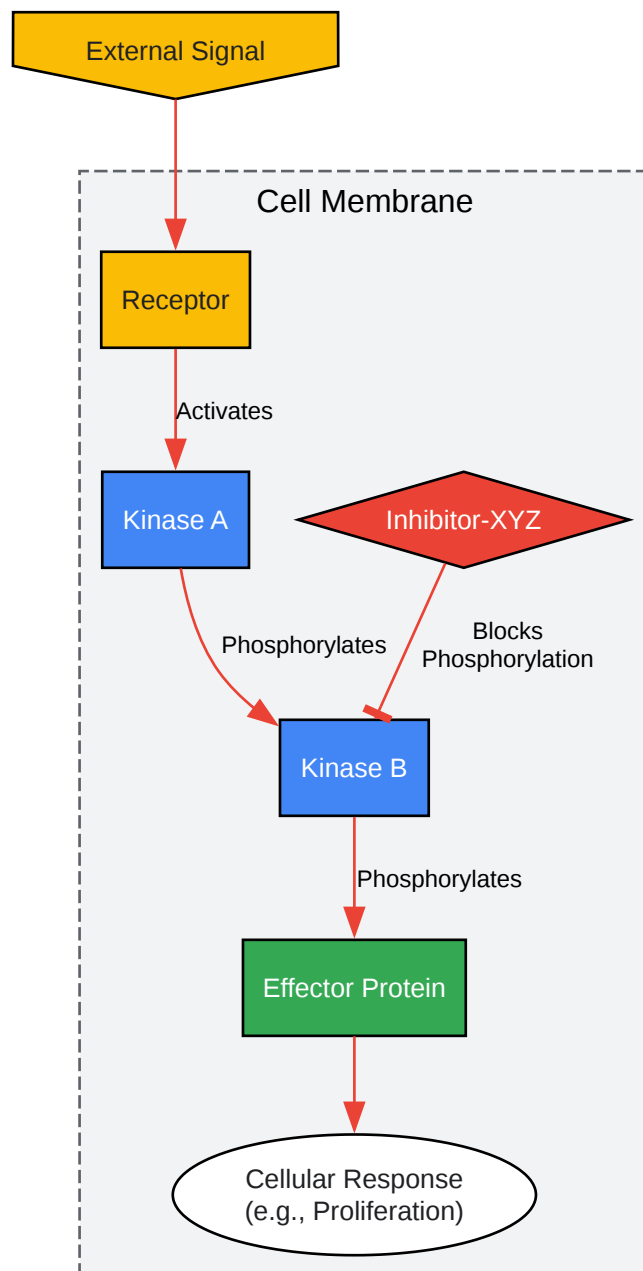 External Signal
Cell Membrane
Receptor
Activates
Kinase A
Inhibitor-XYZ
Phosphorylates
Blocks
Phosphorylation
Kinase B
Phosphorylates
Effector Protein
Cellular Response
(e.g., Proliferation)